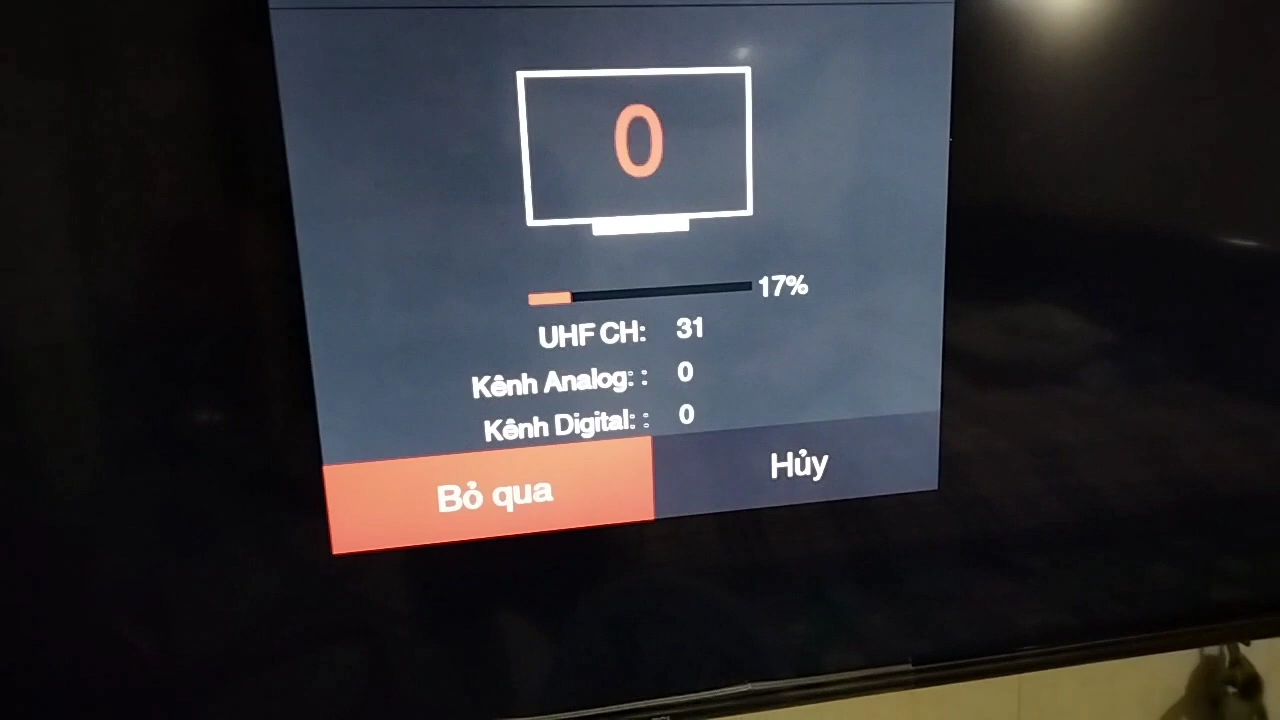 0
17%
UHF CH: 31
Kênh Analog: : 0
Kênh Digital: : 0
Bỏ qua Hủy